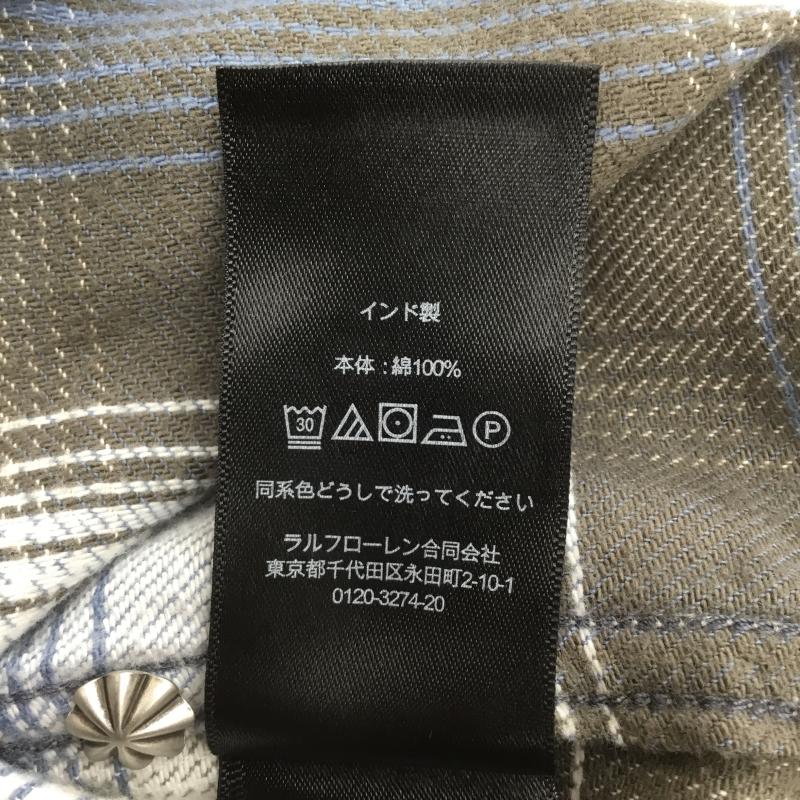 インド製
本体 : 綿100%
30 P
同系色どうしで洗ってください
ラルフローレン合同会社
東京都千代田区永田町2-10-1
0120-3274-20